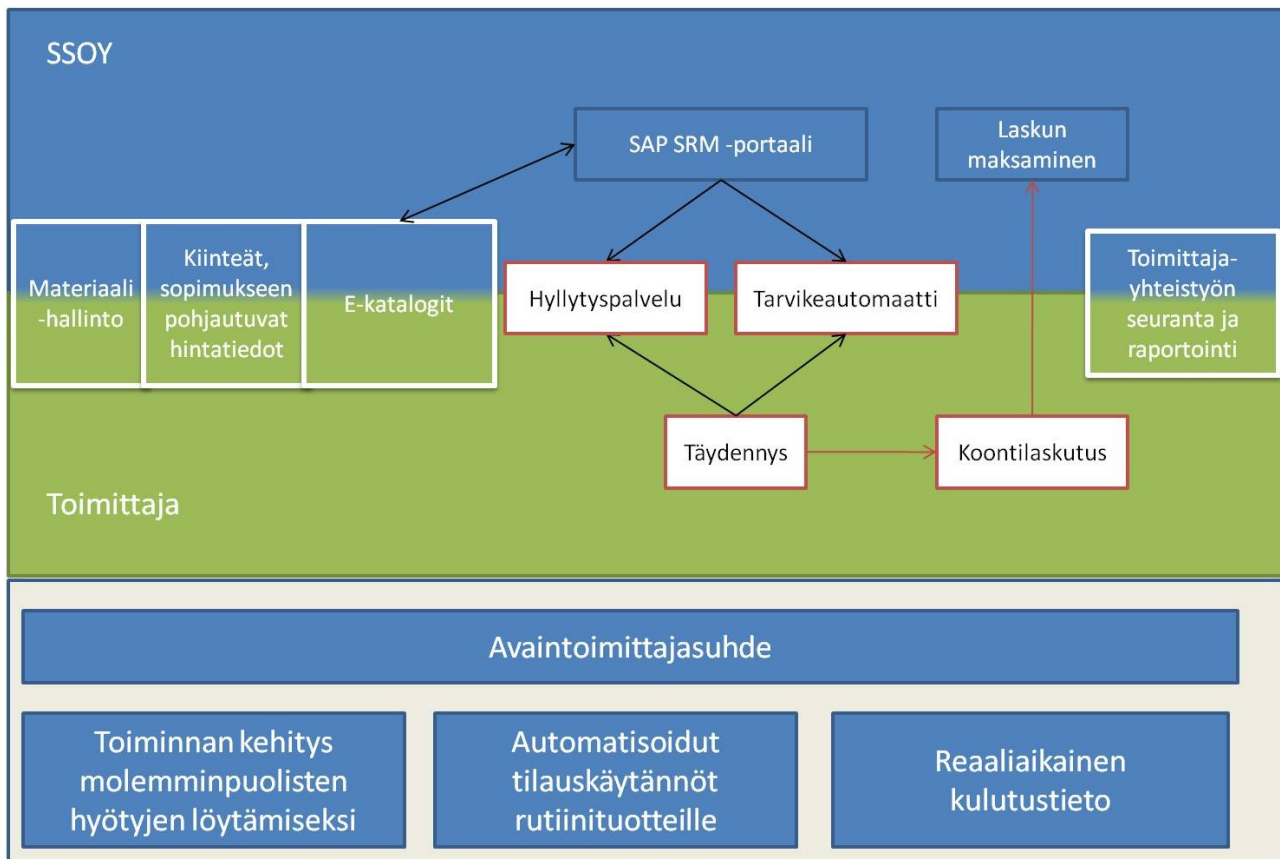 SSOY
SAP SRM -portaali
Laskun
maksaminen
Materiaali
-hallinto
Kiinteät,
sopimukseen
pohjautuvat
hintatiedot
E-katalogit
Hyllytyspalvelu
Tarvikeautomaatti
Toimittaja-
yhteistyön
seuranta ja
raportointi
Täydennys
Koontilaskutus
Toimittaja
Avaintoimittajasuhde
Toiminnan kehitys
molemminpuolisten
hyötyjen löytämiseksi
Automatisoidut
tilauskäytännöt
rutiinituotteille
Reaaliaikainen
kulutustieto